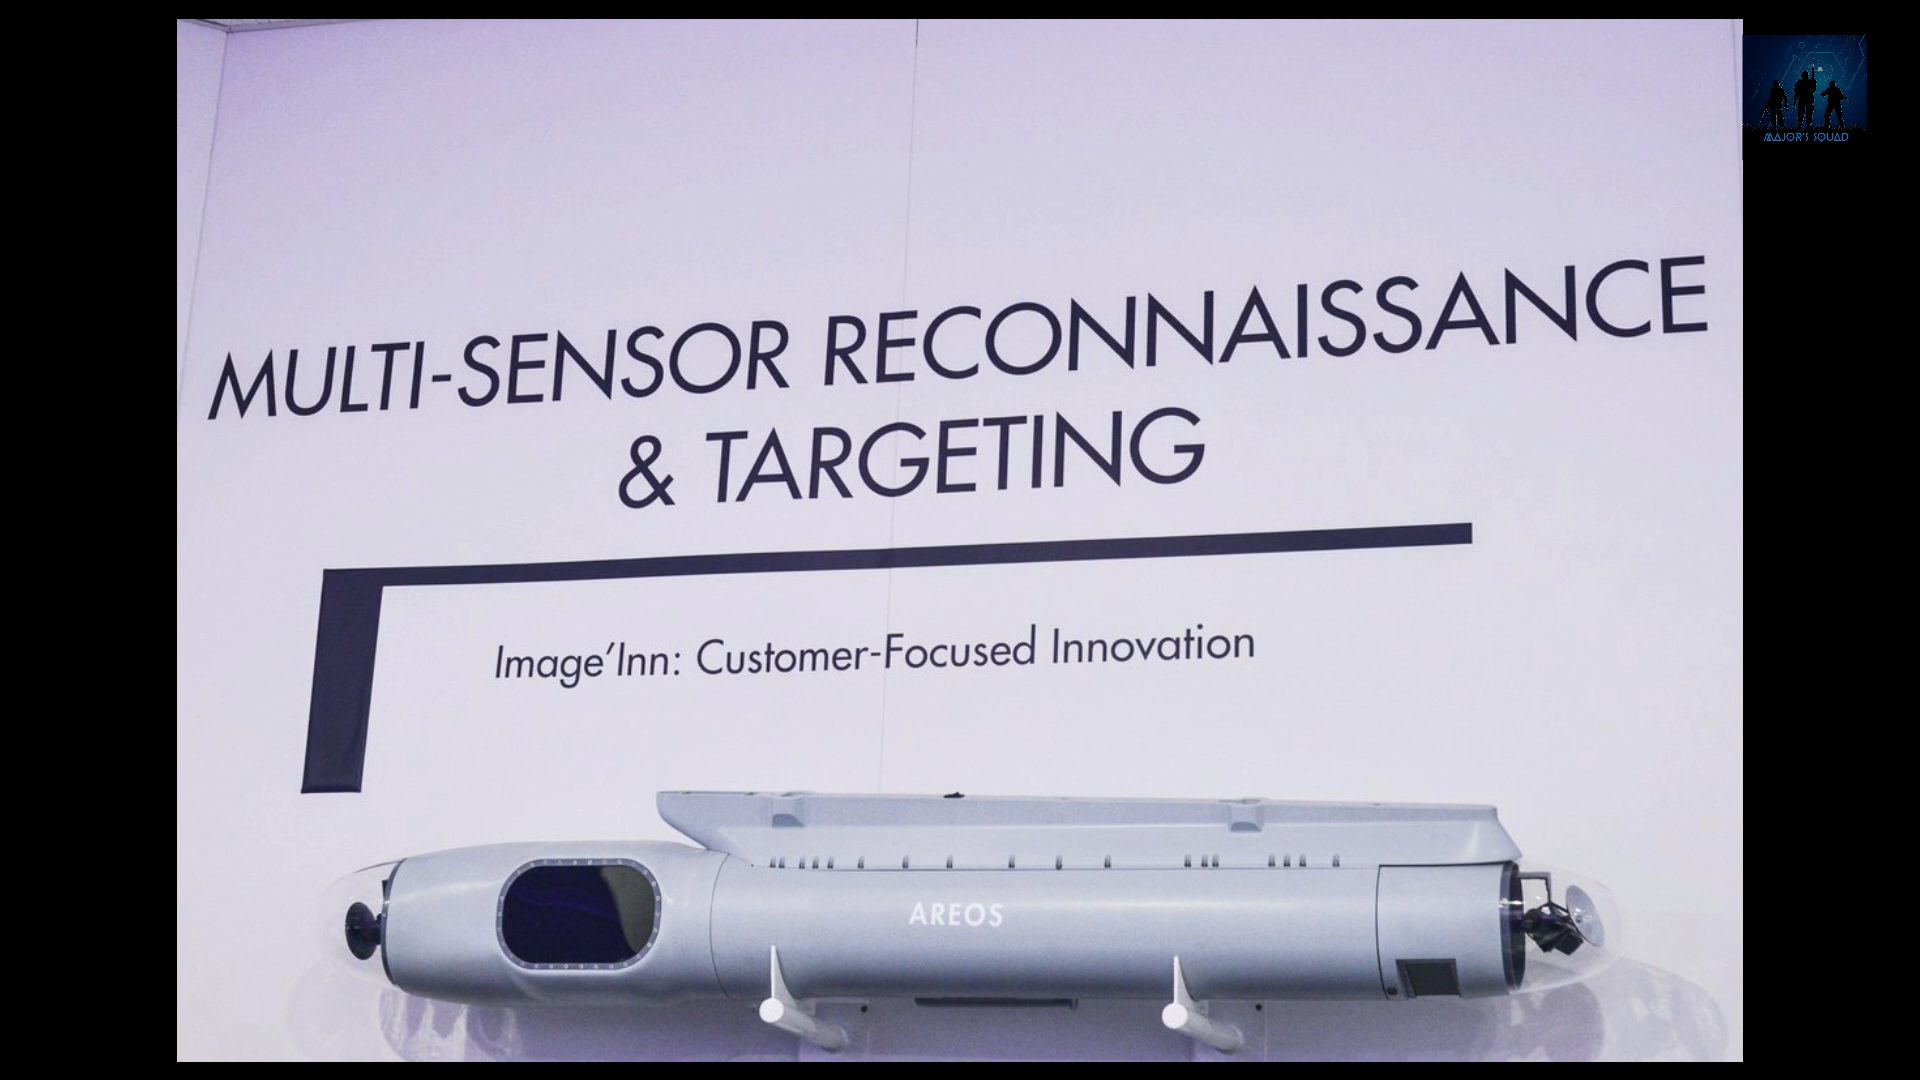 MAJOR'S SQUAD
MULTI-SENSOR RECONNAISSANCE
& TARGETING
Image'Inn: Customer-Focused Innovation
AREOS